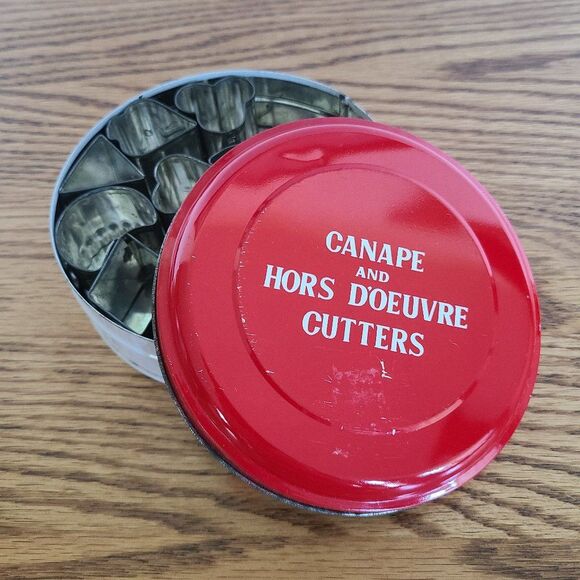 CANAPE
AND
HORS D'OEUVRE
CUTTERS